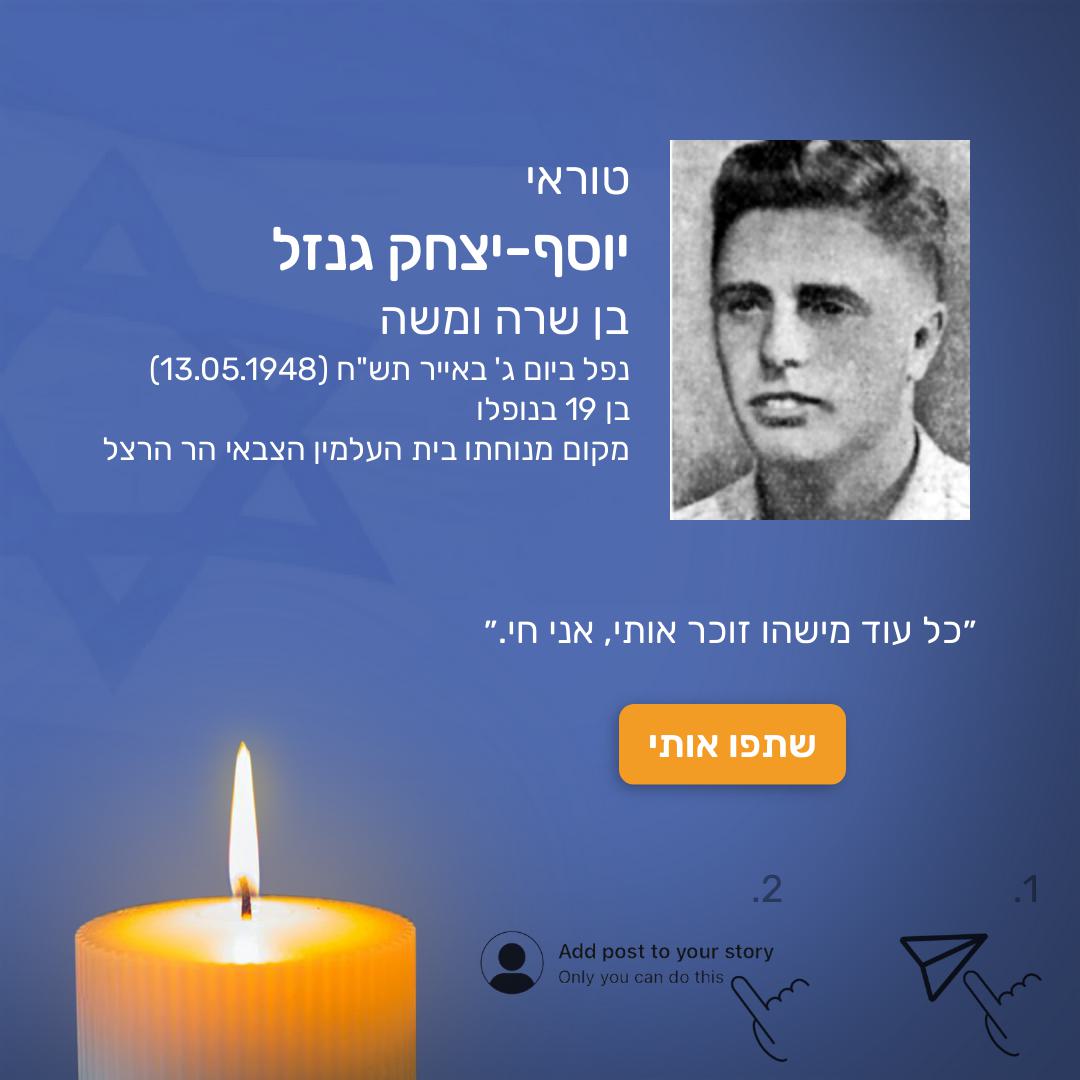 טוראי
יוסף-יצחק גנזל
בן שרה ומשה
נפל ביום ג' באייר תש"ח (13.05.1948)
בן 19 בנופלו
מקום מנוחתו בית העלמין הצבאי הר הרצל
״כל עוד מישהו זוכר אותי, אני חי.״
שתפו אותי
1.
2.
Add post to your story
Only you can do this